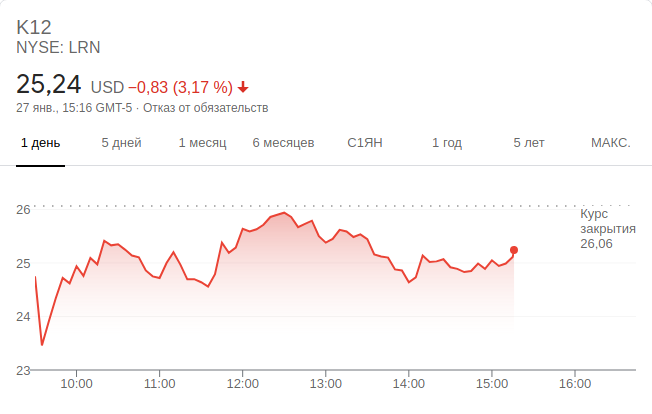 K12
NYSE: LRN
25,24 USD −0,83 (3,17 %)
27 янв., 15:16 GMT-5 · Отказ от обязательств
1 день 5 дней 1 месяц 6 месяцев С1ЯН 1 год 5 лет МАКС.
26
Курс
закрытия
26,06
25
24
23
10:00 11:00 12:00 13:00 14:00 15:00 16:00